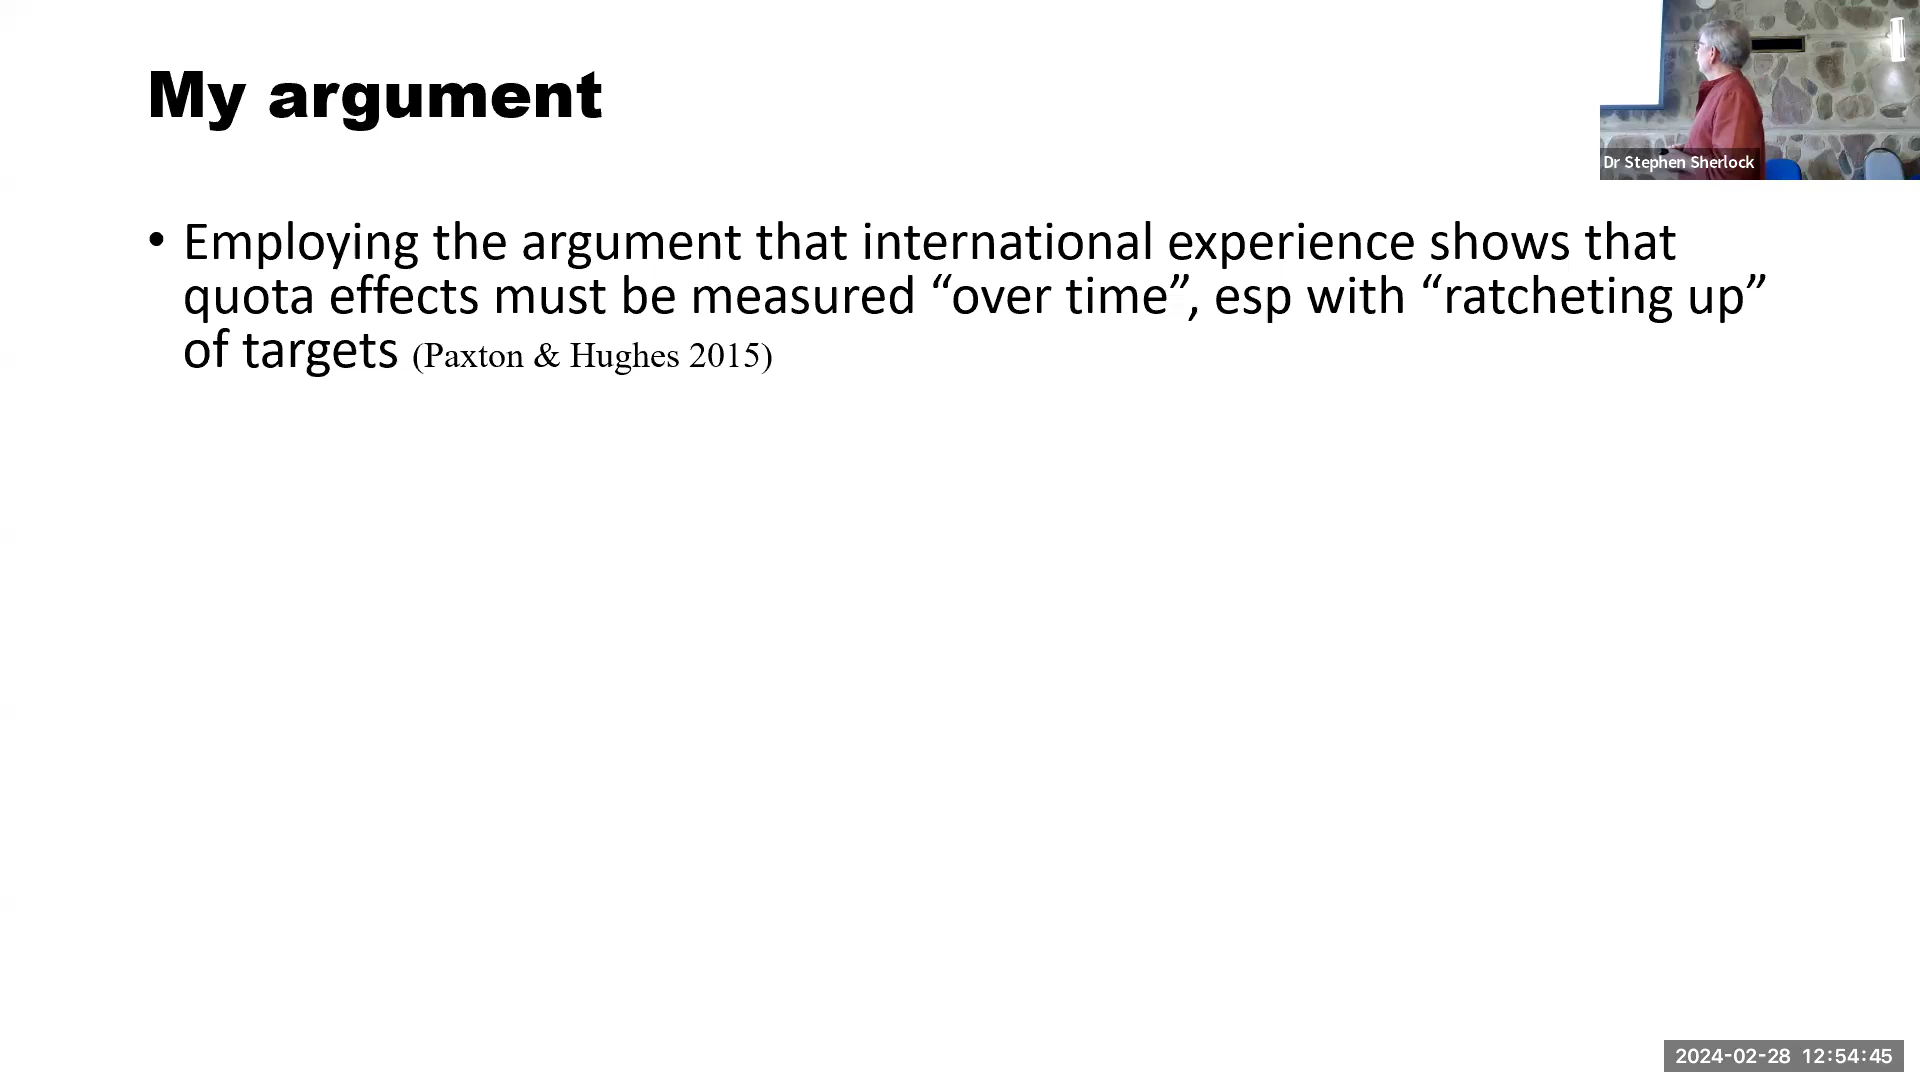 My argument
Dr Stephen Sherlock
• Employing the argument that international experience shows that
quota effects must be measured “over time”, esp with “ratcheting up”
of targets (Paxton & Hughes 2015)
2024-02-28 12:54:45